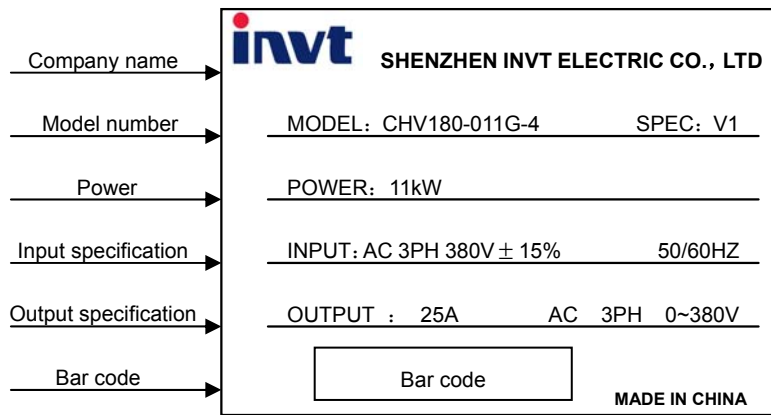 invt
Company name SHENZHEN INVT ELECTRIC CO., LTD
Model number MODEL: CHV180-011G-4 SPEC: V1
Power POWER: 11kW
Input specification INPUT: AC 3PH 380V ± 15% 50/60HZ
Output specification OUTPUT : 25A AC 3PH 0~380V
Bar code Bar code
MADE IN CHINA